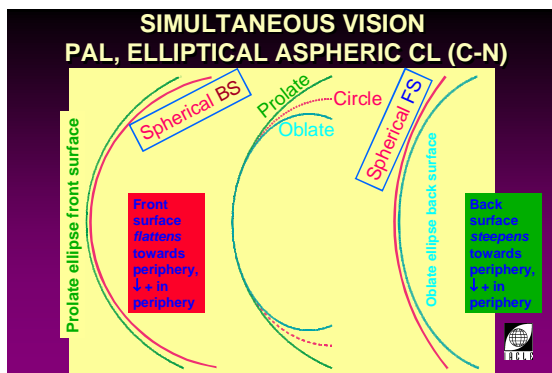 SIMULTANEOUS VISION
PAL, ELLIPTICAL ASPHERIC CL (C-N)
Prolate ellipse front surface
Spherical BS
Front
surface
flattens
towards
periphery,
↓ + in
periphery
Prolate
Circle
Oblate
Spherical FS
Oblate ellipse back surface
Back
surface
steepens
towards
periphery,
↓ + in
periphery
IACLE